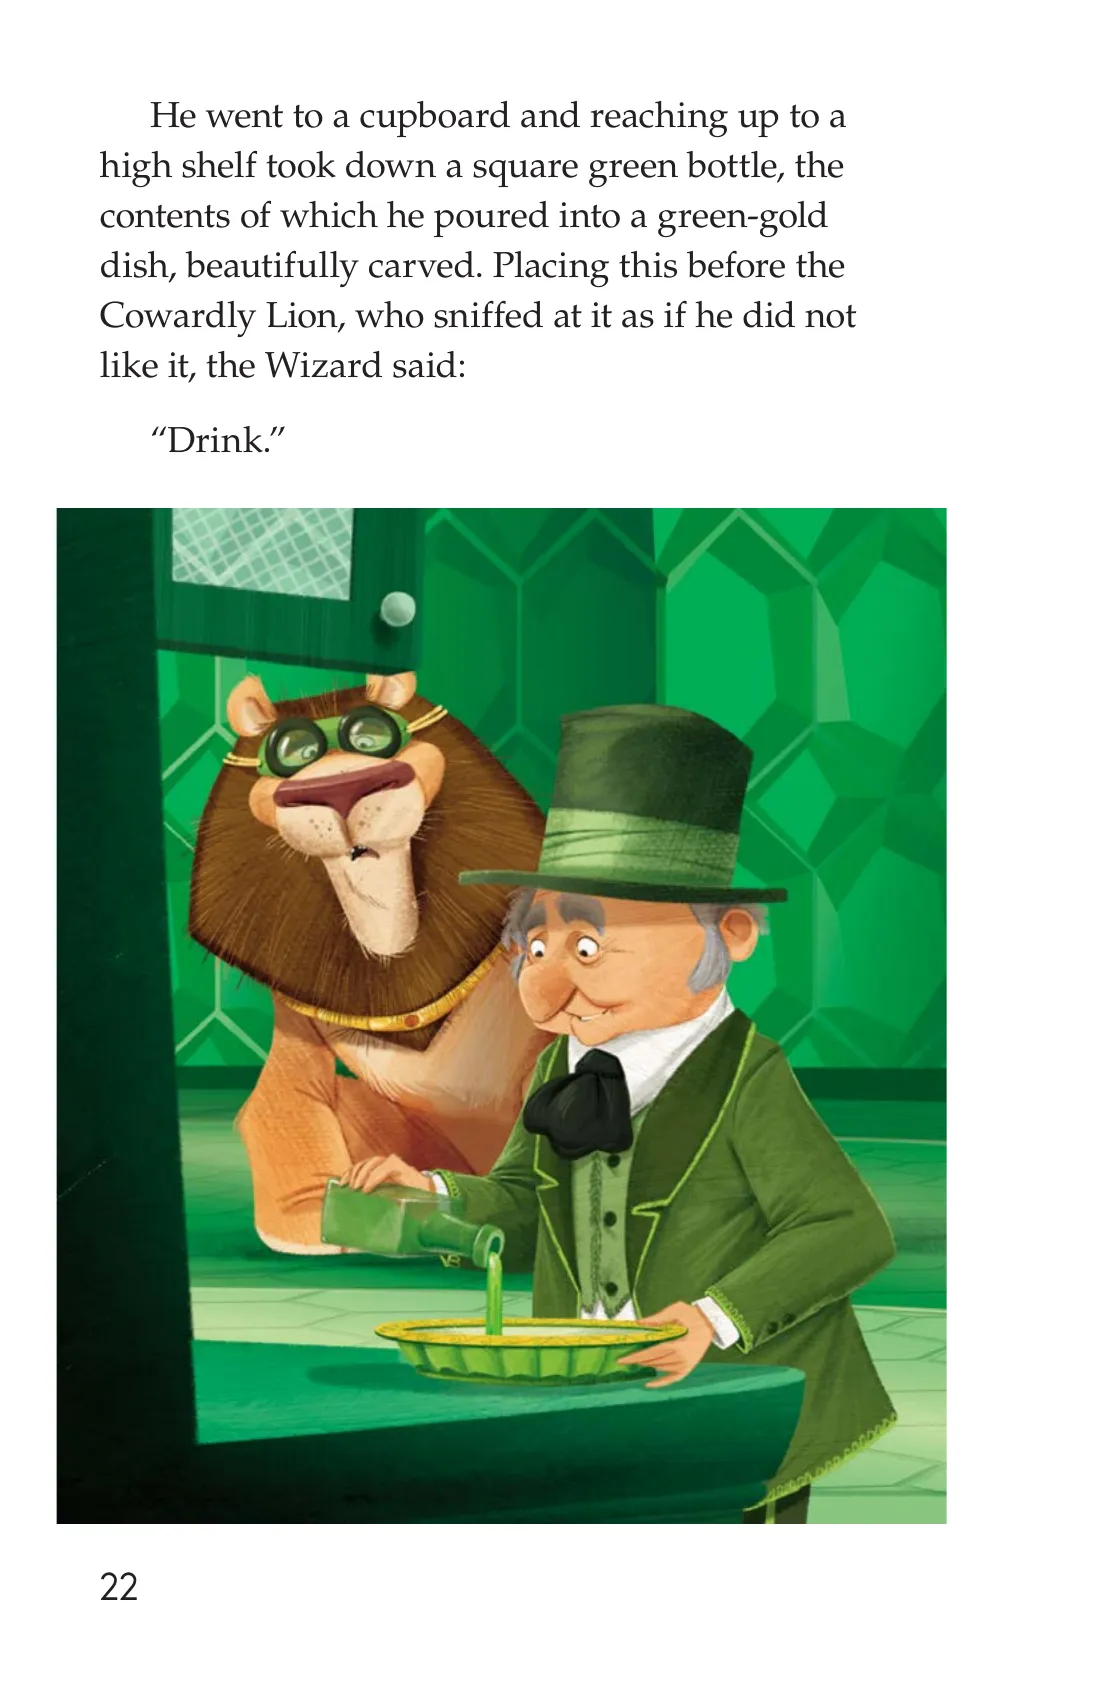 He went to a cupboard and reaching up to a
high shelf took down a square green bottle, the
contents of which he poured into a green-gold
dish, beautifully carved. Placing this before the
Cowardly Lion, who sniffed at it as if he did not
like it, the Wizard said:
“Drink.”
22